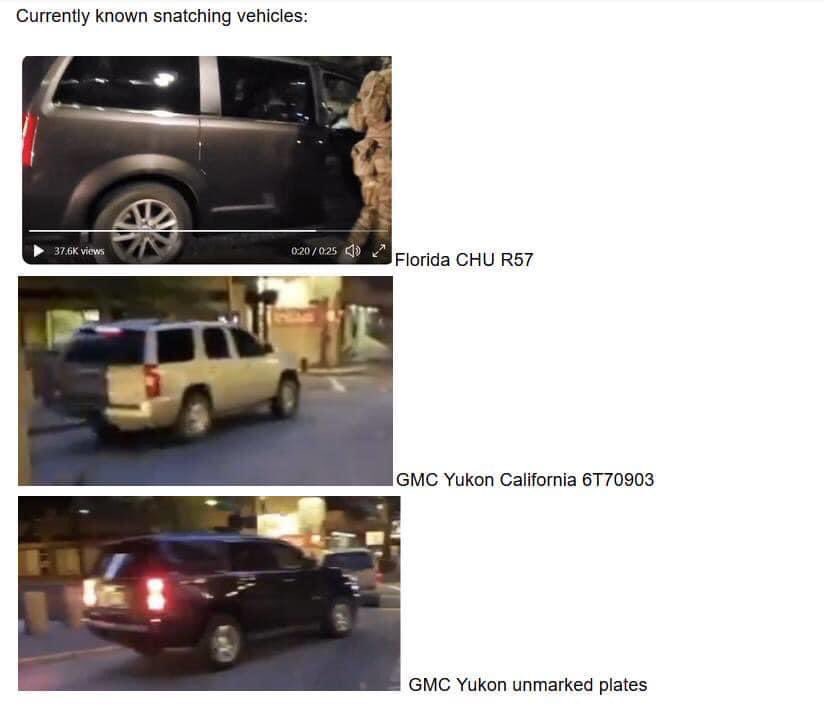 Currently known snatching vehicles:
37.6K views
0:20 / 0:25
Florida CHU R57
GMC Yukon California 6T70903
GMC Yukon unmarked plates